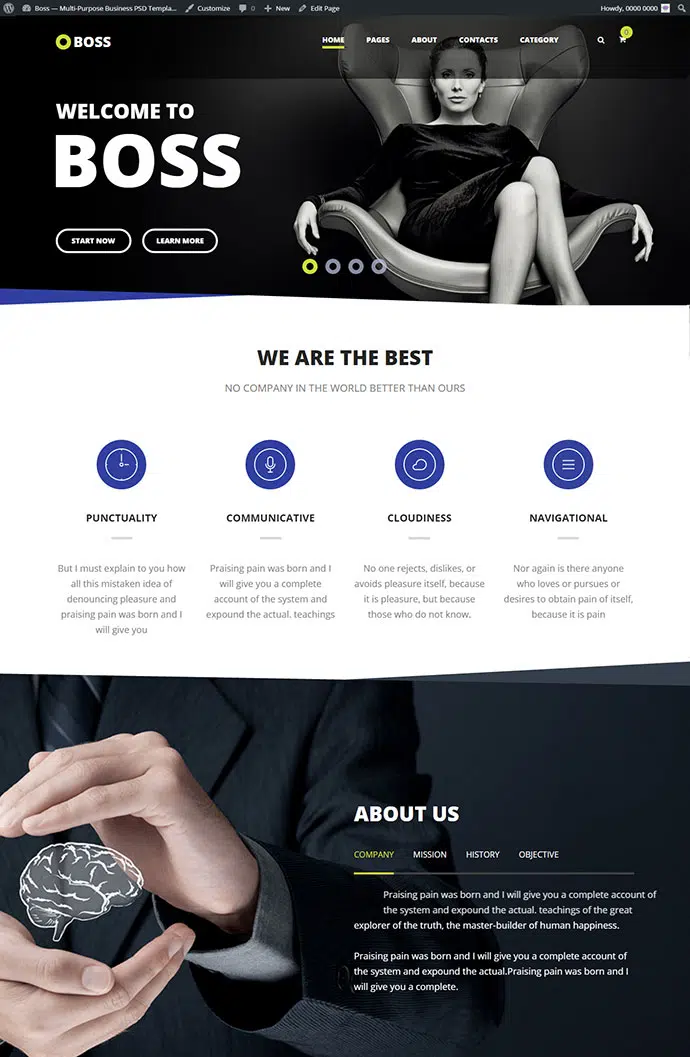 Boss — Multi-Purpose Business PSD Templa... Customize 0 New Edit Page Howdy, 0000 0000
BOSS HOME PAGES ABOUT CONTACTS CATEGORY 0
WELCOME TO
BOSS
START NOW LEARN MORE
WE ARE THE BEST
NO COMPANY IN THE WORLD BETTER THAN OURS
PUNCTUALITY
But I must explain to you how
all this mistaken idea of
denouncing pleasure and
praising pain was born and I
will give you
COMMUNICATIVE
Praising pain was born and I
will give you a complete
account of the system and
expound the actual. teachings
CLOUDINESS
No one rejects, dislikes, or
avoids pleasure itself, because
it is pleasure, but because
those who do not know.
NAVIGATIONAL
Nor again is there anyone
who loves or pursues or
desires to obtain pain of itself,
because it is pain
ABOUT US
COMPANY MISSION HISTORY OBJECTIVE
Praising pain was born and I will give you a complete account of
the system and expound the actual. teachings of the great
explorer of the truth, the master-builder of human happiness.
Praising pain was born and I will give you a complete account of
the system and expound the actual.Praising pain was born and I
will give you a complete.